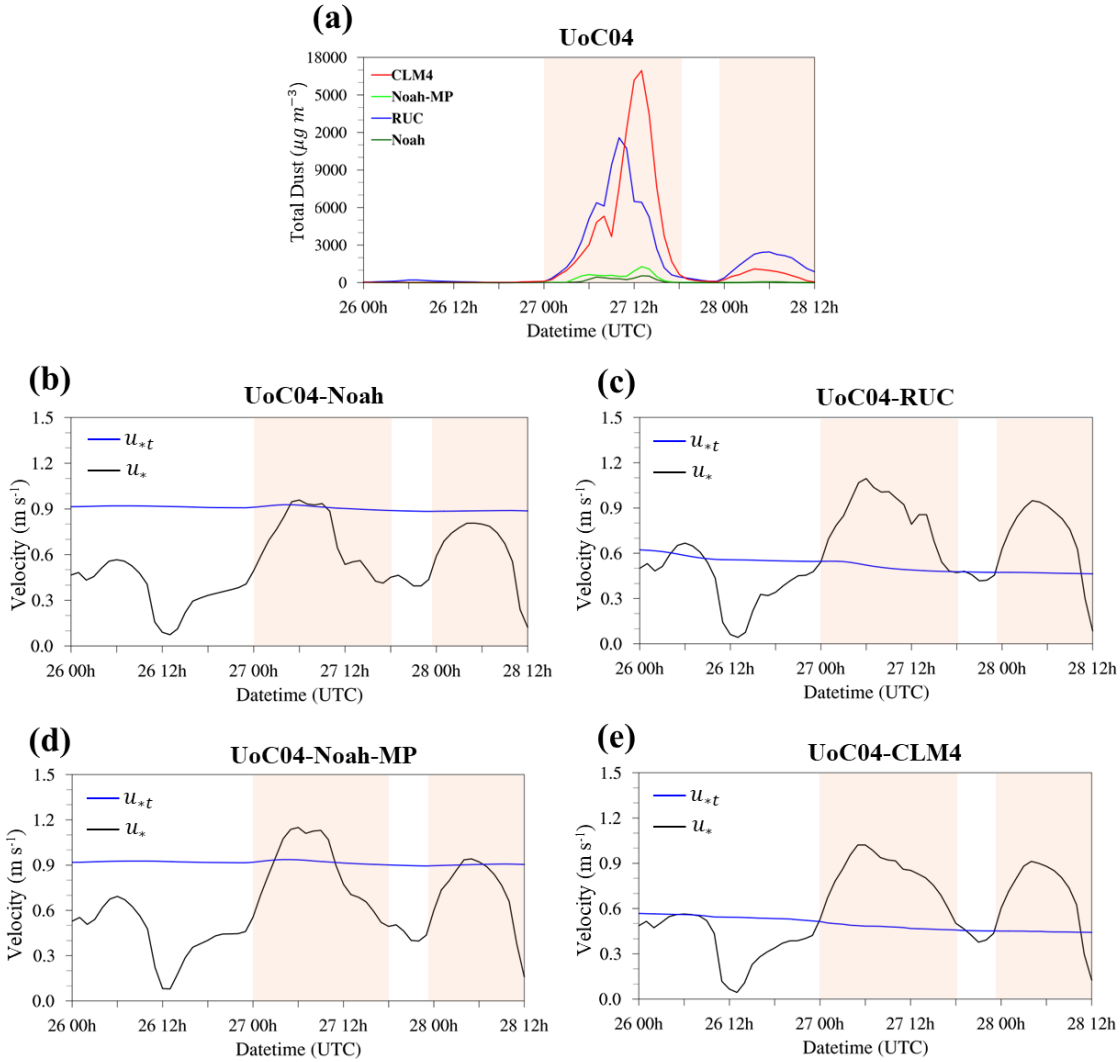 (a)
UoC04
Total Dust (μg m⁻³)
18000
5000
2000
9000
6000
3000
0
CLM4
Noah-MP
RUC
Noah
26 00h 26 12h 27 00h 27 12h 28 00h 28 12h
Datetime (UTC)
(b)
UoC04-Noah
Velocity (m s⁻¹)
1.5
1.2
0.9
0.6
0.3
0.0
u*t
u*
26 00h 26 12h 27 00h 27 12h 28 00h 28 12h
Datetime (UTC)
(c)
UoC04-RUC
Velocity (m s⁻¹)
1.5
1.2
0.9
0.6
0.3
0.0
u*t
u*
26 00h 26 12h 27 00h 27 12h 28 00h 28 12h
Datetime (UTC)
(d)
UoC04-Noah-MP
Velocity (m s⁻¹)
1.5
1.2
0.9
0.6
0.3
0.0
u*t
u*
26 00h 26 12h 27 00h 27 12h 28 00h 28 12h
Datetime (UTC)
(e)
UoC04-CLM4
Velocity (m s⁻¹)
1.5
1.2
0.9
0.6
0.3
0.0
u*t
u*
26 00h 26 12h 27 00h 27 12h 28 00h 28 12h
Datetime (UTC)